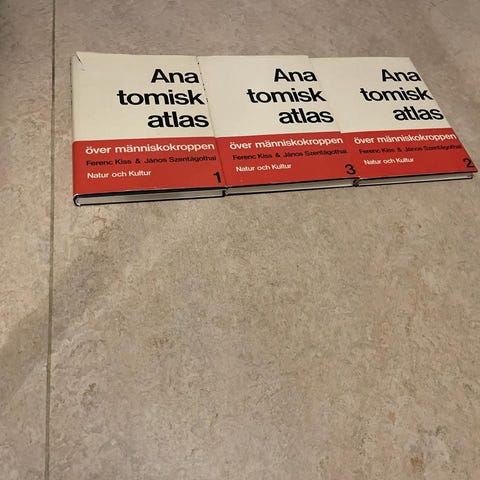 Ana
tomisk
atlas
över människokroppen
Ferenc Kiss & János Szentágothai
Natur och Kultur
1
Ana
tomisk
atlas
över människokroppen
Ferenc Kiss & János Szentágothai
Natur och Kultur
3
Ana
tomisk
atlas
över människokroppen
Ferenc Kiss & János Szentágothai
Natur och Kultur
2